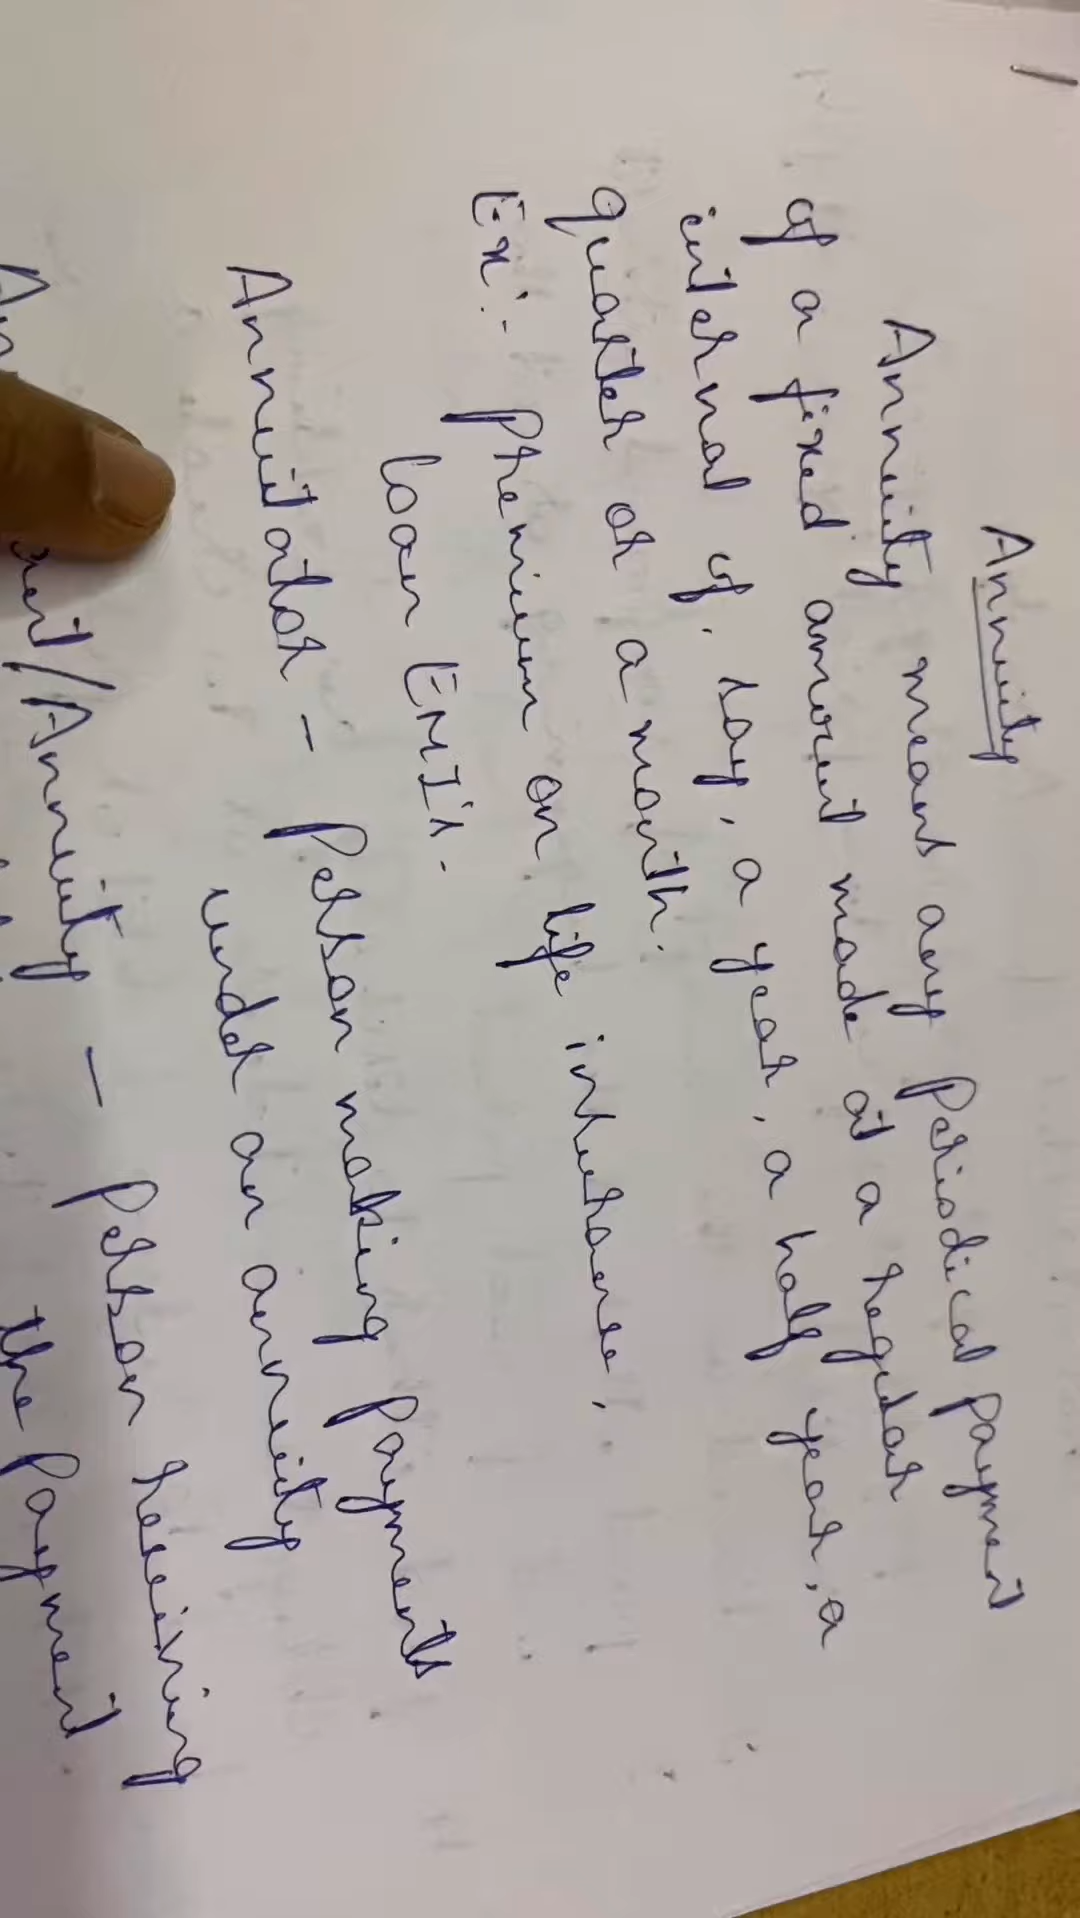 Annuity
Annuity means any periodical payment
of a fixed amount made at a regular
interval of. say, a year, a half year, a
quarter or a month.
Ex:- Premium on life insurance,
loan EMI's.
Annuitator - Person making payments
under an annuity
/Annuity - Person receiving
the payment